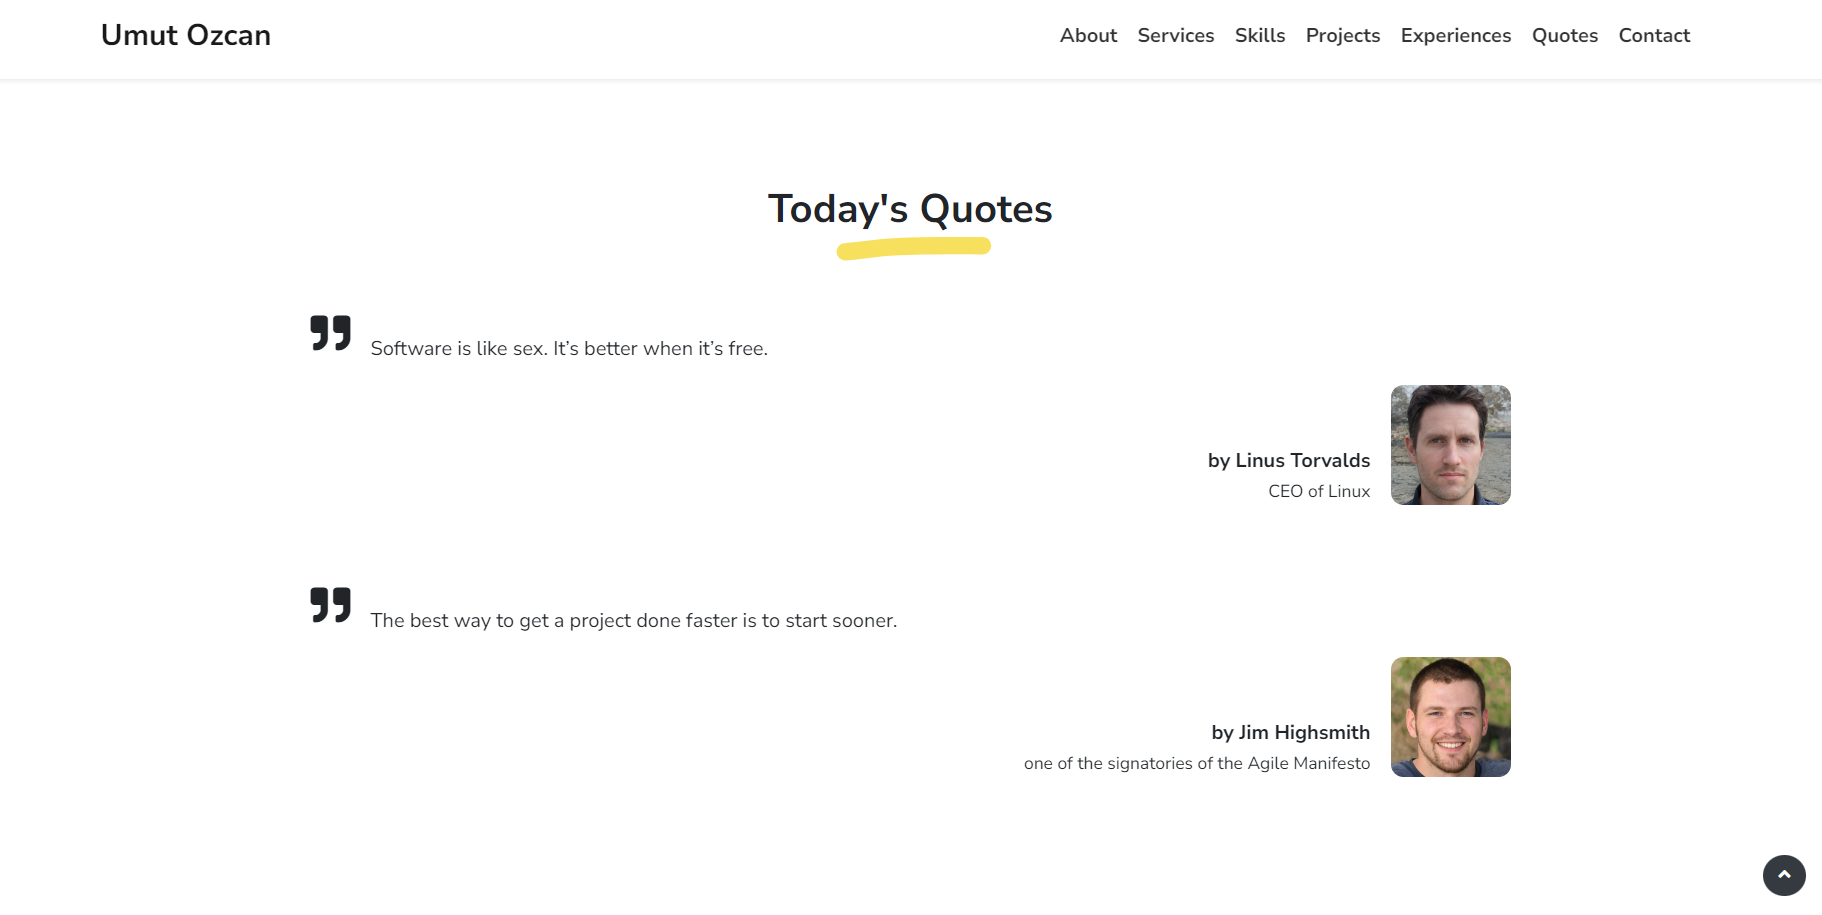 Umut Ozcan
About Services Skills Projects Experiences Quotes Contact
Today's Quotes
Software is like sex. It’s better when it’s free.
by Linus Torvalds
CEO of Linux
The best way to get a project done faster is to start sooner.
by Jim Highsmith
one of the signatories of the Agile Manifesto